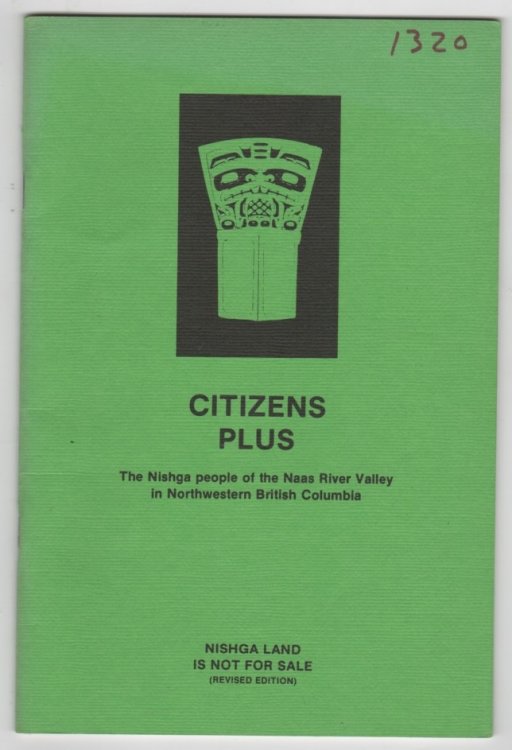 1320
CITIZENS
PLUS
The Nishga people of the Naas River Valley
in Northwestern British Columbia
NISHGA LAND
IS NOT FOR SALE
(REVISED EDITION)